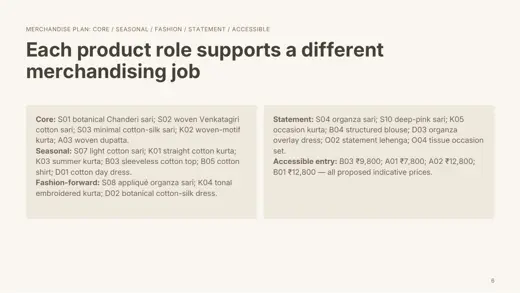 MERCHANDISE PLAN: CORE / SEASONAL / FASHION / STATEMENT / ACCESSIBLE
Each product role supports a different
merchandising job
Core: S01 botanical Chanderi sari; S02 woven Venkatagiri
cotton sari; S03 minimal cotton-silk sari; K02 woven-motif
kurta; A03 woven dupatta.
Seasonal: S07 light cotton sari; K01 straight cotton kurta;
K03 summer kurta; B03 sleeveless cotton top; B05 cotton
shirt; D01 cotton day dress.
Fashion-forward: S08 appliqué organza sari; K04 tonal
embroidered kurta; D02 botanical cotton-silk dress.
Statement: S04 organza sari; S10 deep-pink sari; K05
occasion kurta; B04 structured blouse; D03 organza
overlay dress; O02 statement lehenga; O04 tissue occasion
set.
Accessible entry: B03 ₹9,800; A01 ₹7,800; A02 ₹12,800;
B01 ₹12,800 — all proposed indicative prices.
8